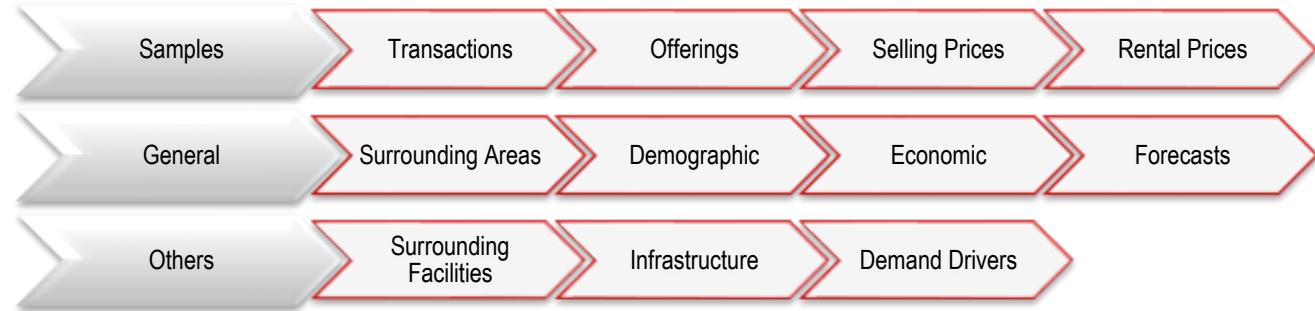 Samples
Transactions
Offerings
Selling Prices
Rental Prices
General
Surrounding Areas
Demographic
Economic
Forecasts
Others
Surrounding
Facilities
Infrastructure
Demand Drivers